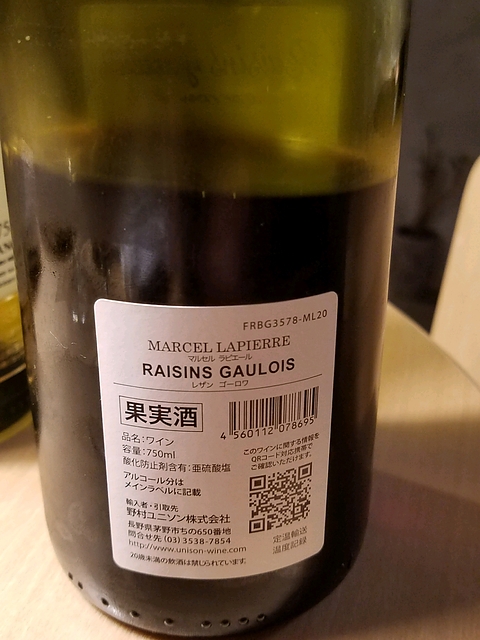 FRBG3578-ML20
MARCEL LAPIERRE
マルセル ラピエール
RAISINS GAULOIS
レザン ゴーロワ
果実酒
4 560112 078695
品名:ワイン
容量:750ml
酸化防止剤含有:亜硫酸塩
アルコール分は
メインラベルに記載
このワインに関する情報を
QRコード対応携帯で
ご確認いただけます。
輸入者・引取先
野村ユニソン株式会社
長野県茅野市ちの650番地
問合せ先 (03) 3538-7854
http://www.unison-wine.com
20歳未満の飲酒は禁じられています
定温輸送
温度記録